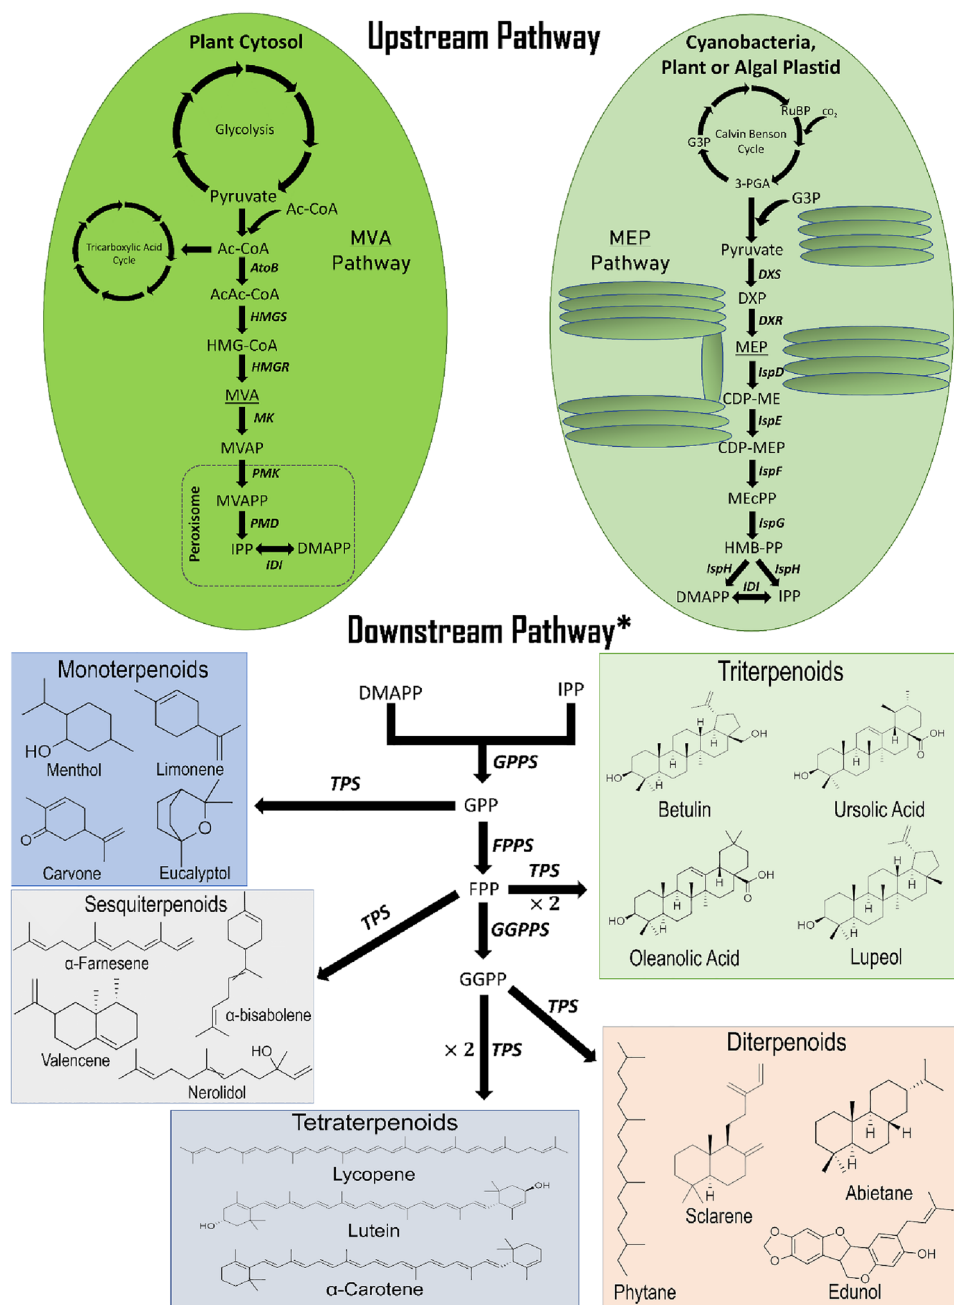 Upstream Pathway
Plant Cytosol
Glycolysis
Pyruvate
Ac-CoA
Tricarboxylic Acid
Cycle
Ac-CoA
MVA
Pathway
AtoB
AcAc-CoA
HMGS
HMG-CoA
HMGR
MVA
MK
MVAP
PMK
Peroxisome
MVAPP
PMD
IPP
IDI
DMAPP
Cyanobacteria,
Plant or Algal Plastid
RuBP
CO2
Calvin Benson
Cycle
G3P
3-PGA
G3P
MEP
Pathway
Pyruvate
DXS
DXP
DXR
MEP
IspD
CDP-ME
IspE
CDP-MEP
IspF
MEcPP
IspG
HMB-PP
IspH
IspH
IDI
DMAPP
IPP
Downstream Pathway*
Monoterpenoids
HO
Menthol
Limonene
O
O
Carvone
Eucalyptol
DMAPP
IPP
GPPS
TPS
GPP
FPPS
FPP
TPS
× 2
TPS
GGPPS
GGPP
TPS
× 2
TPS
Triterpenoids
H
H
H
OH
HO
Betulin
H
H
OH
O
HO
H
Ursolic Acid
H
OH
O
HO
H
Oleanolic Acid
H
H
H
HO
H
Lupeol
Sesquiterpenoids
α-Farnesene
α-bisabolene
Valencene
HO
Nerolidol
Tetraterpenoids
Lycopene
OH
HO
Lutein
α-Carotene
Diterpenoids
Phytane
H
H
Sclarene
H
H
H
Abietane
O
O
O
O
OH
Edunol